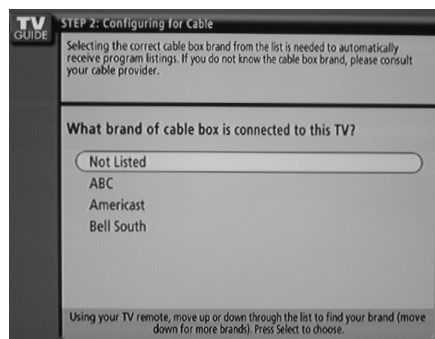 TV
GUIDE
STEP 2: Configuring for Cable
Selecting the correct cable box brand from the list is needed to automatically
receive program listings. If you do not know the cable box brand, please consult
your cable provider.
What brand of cable box is connected to this TV?
Not Listed
ABC
Americast
Bell South
Using your TV remote, move up or down through the list to find your brand (move
down for more brands). Press Select to choose.